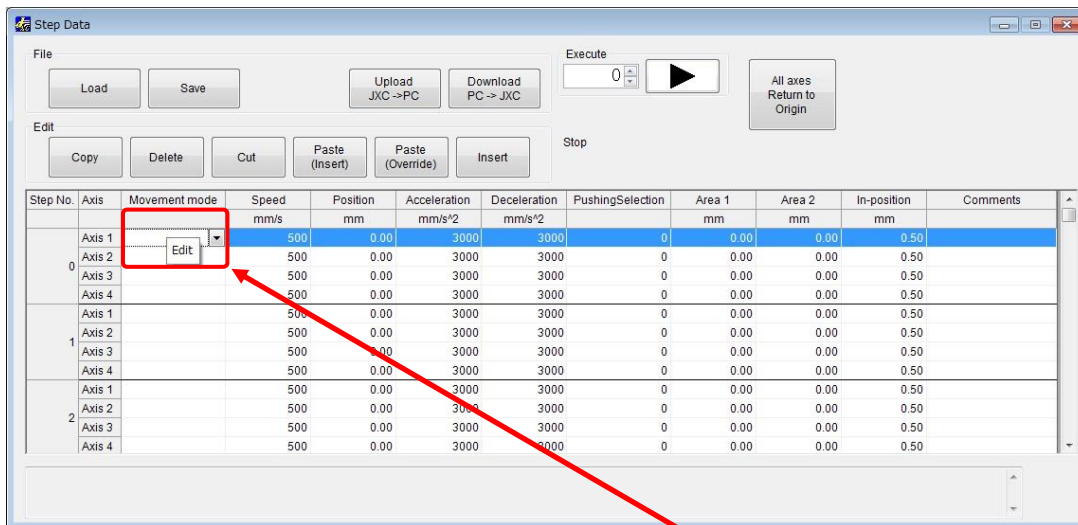 Step Data
File
Load Save Upload JXC ->PC Download PC -> JXC
Execute
0
All axes Return to Origin
Edit
Copy Delete Cut Paste (Insert) Paste (Override) Insert
Stop
Step No. Axis Movement mode Speed Position Acceleration Deceleration PushingSelection Area 1 Area 2 In-position Comments
mm/s mm mm/s^2 mm/s^2 mm mm mm
0
Axis 1 500 0.00 3000 3000 0 0.00 0.00 0.50
Edit
Axis 2 500 0.00 3000 3000 0 0.00 0.00 0.50
Axis 3 500 0.00 3000 3000 0 0.00 0.00 0.50
Axis 4 500 0.00 3000 3000 0 0.00 0.00 0.50
1
Axis 1 500 0.00 3000 3000 0 0.00 0.00 0.50
Axis 2 500 0.00 3000 3000 0 0.00 0.00 0.50
Axis 3 500 0.00 3000 3000 0 0.00 0.00 0.50
Axis 4 500 0.00 3000 3000 0 0.00 0.00 0.50
2
Axis 1 500 0.00 3000 3000 0 0.00 0.00 0.50
Axis 2 500 0.00 3000 3000 0 0.00 0.00 0.50
Axis 3 500 0.00 3000 3000 0 0.00 0.00 0.50
Axis 4 500 0.00 3000 3000 0 0.00 0.00 0.50